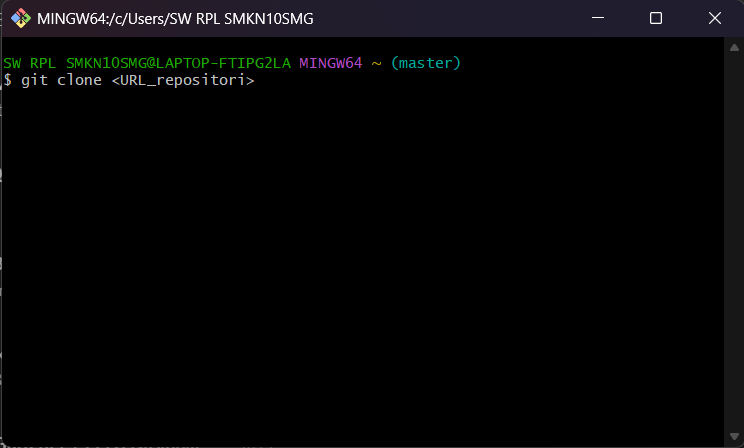 MINGW64:/c/Users/SW RPL SMKN10SMG
SW RPL SMKN10SMG@LAPTOP-FTIPG2LA MINGW64 ~ (master)
$ git clone <URL_repositori>